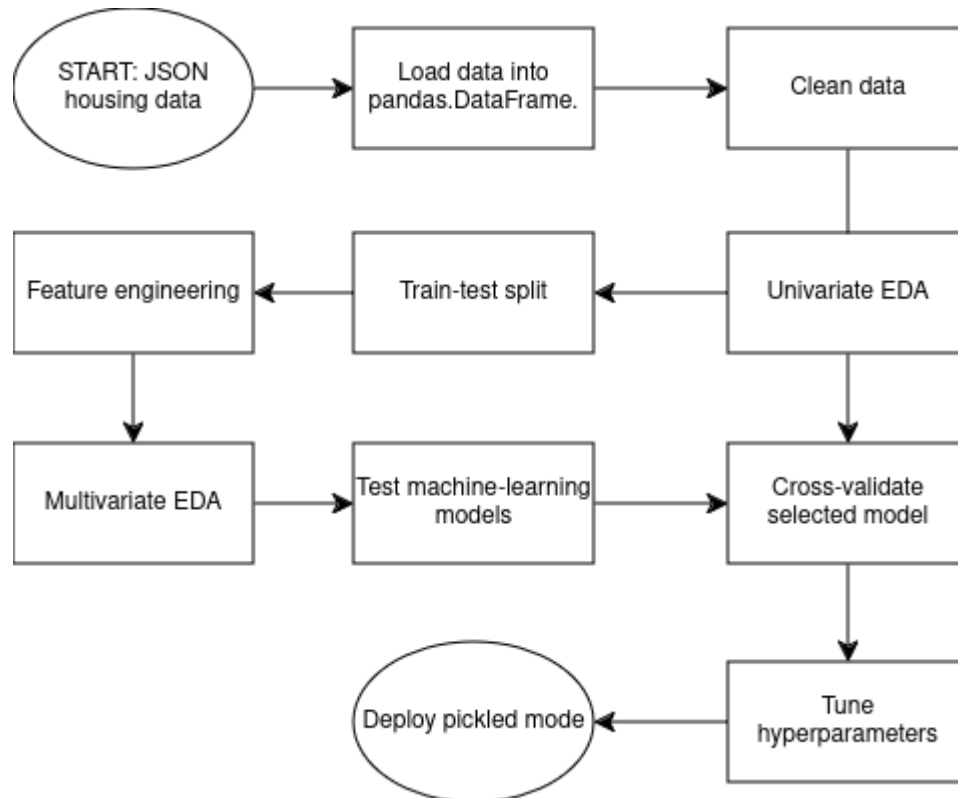 START: JSON
housing data
Load data into
pandas.DataFrame.
Clean data
Feature engineering
Train-test split
Univariate EDA
Multivariate EDA
Test machine-learning
models
Cross-validate
selected model
Deploy pickled mode
Tune
hyperparameters